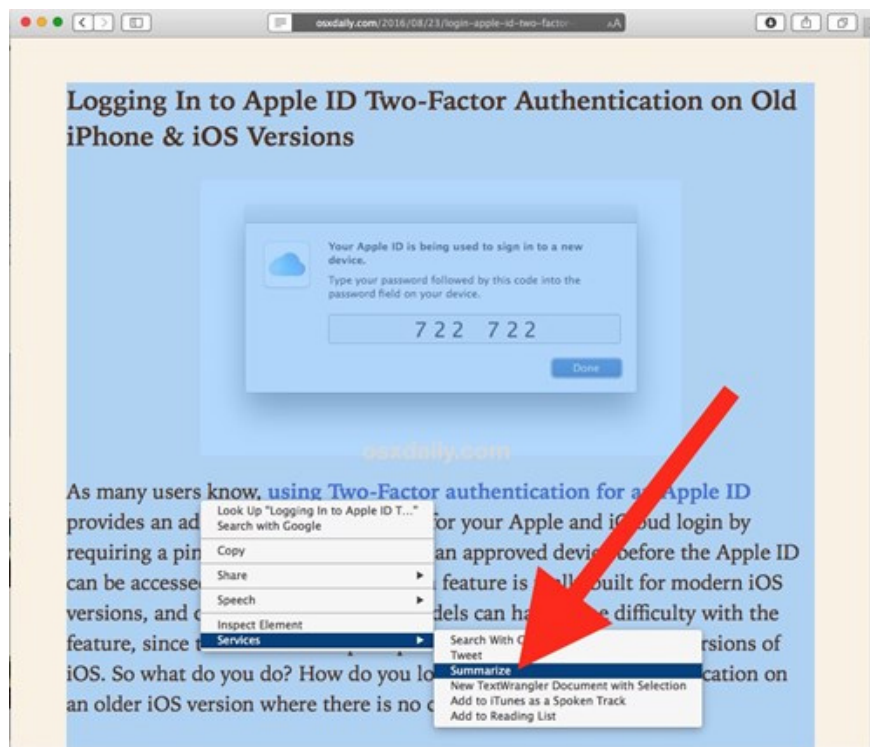 osxdaily.com/2016/08/23/login-apple-id-two-factor-
AA
Logging In to Apple ID Two-Factor Authentication on Old
iPhone & iOS Versions
Your Apple ID is being used to sign in to a new
device.
Type your password followed by this code into the
password field on your device.
722 722
Done
osxdaily.com
As many users know, using Two-Factor authentication for an Apple ID
provides an ad for your Apple and iCloud login by
requiring a pin an approved device before the Apple ID
can be accesse feature is built for modern iOS
versions, and difficulty with the
feature, since rsions of
iOS. So what do you do? How do you lo cation on
an older iOS version where there is no
Look Up "Logging In to Apple ID T..."
Search with Google
Copy
Share
Speech
Inspect Element
Services
Search With
Tweet
Summarize
New TextWrangler Document with Selection
Add to iTunes as a Spoken Track
Add to Reading List